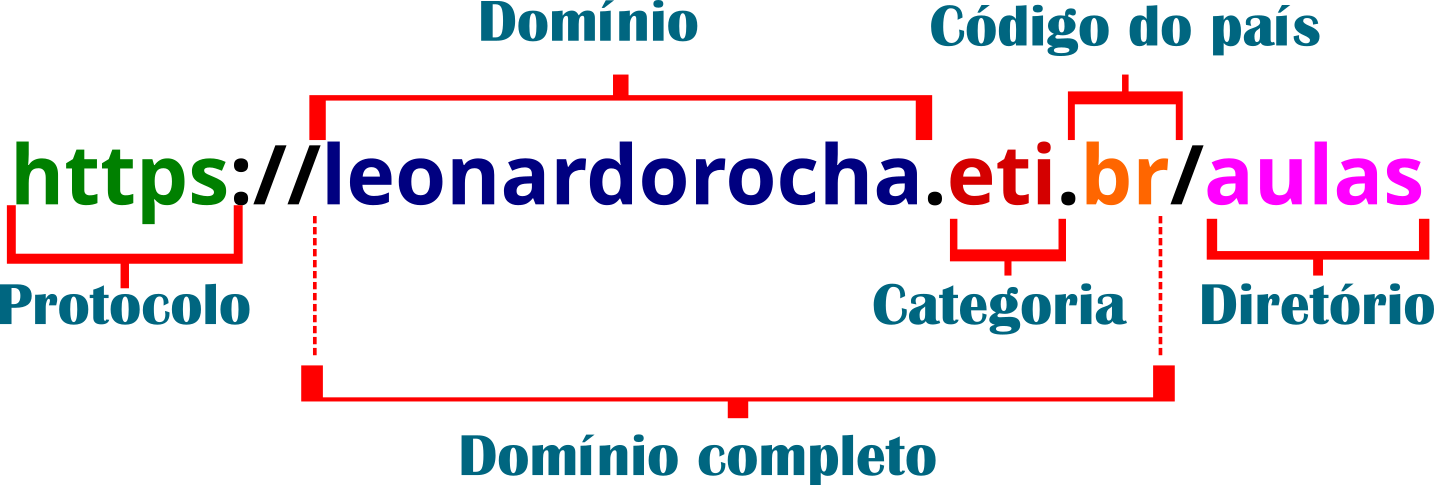 Domínio
Código do país
https://leonardorocha.eti.br/aulas
Protocolo
Categoria
Diretório
Domínio completo